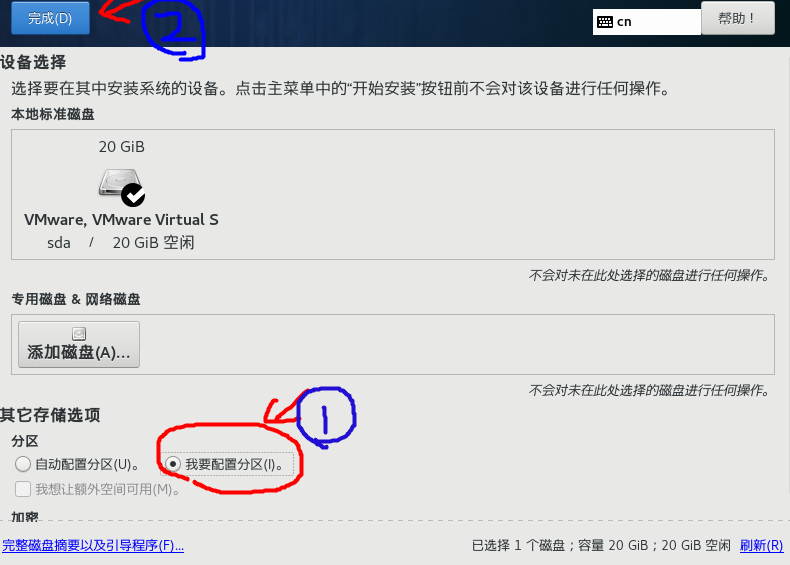 完成(D)
2
cn
帮助！
设备选择
选择要在其中安装系统的设备。点击主菜单中的“开始安装”按钮前不会对该设备进行任何操作。
本地标准磁盘
20 GiB
VMware, VMware Virtual S
sda / 20 GiB 空闲
不会对未在此处选择的磁盘进行任何操作。
专用磁盘 & 网络磁盘
添加磁盘(A)...
不会对未在此处选择的磁盘进行任何操作。
其它存储选项
1
分区
自动配置分区(U)。 我要配置分区(I)。
我想让额外空间可用(M)。
加密
完整磁盘摘要以及引导程序(F)... 已选择 1 个磁盘；容量 20 GiB；20 GiB 空闲 刷新(R)